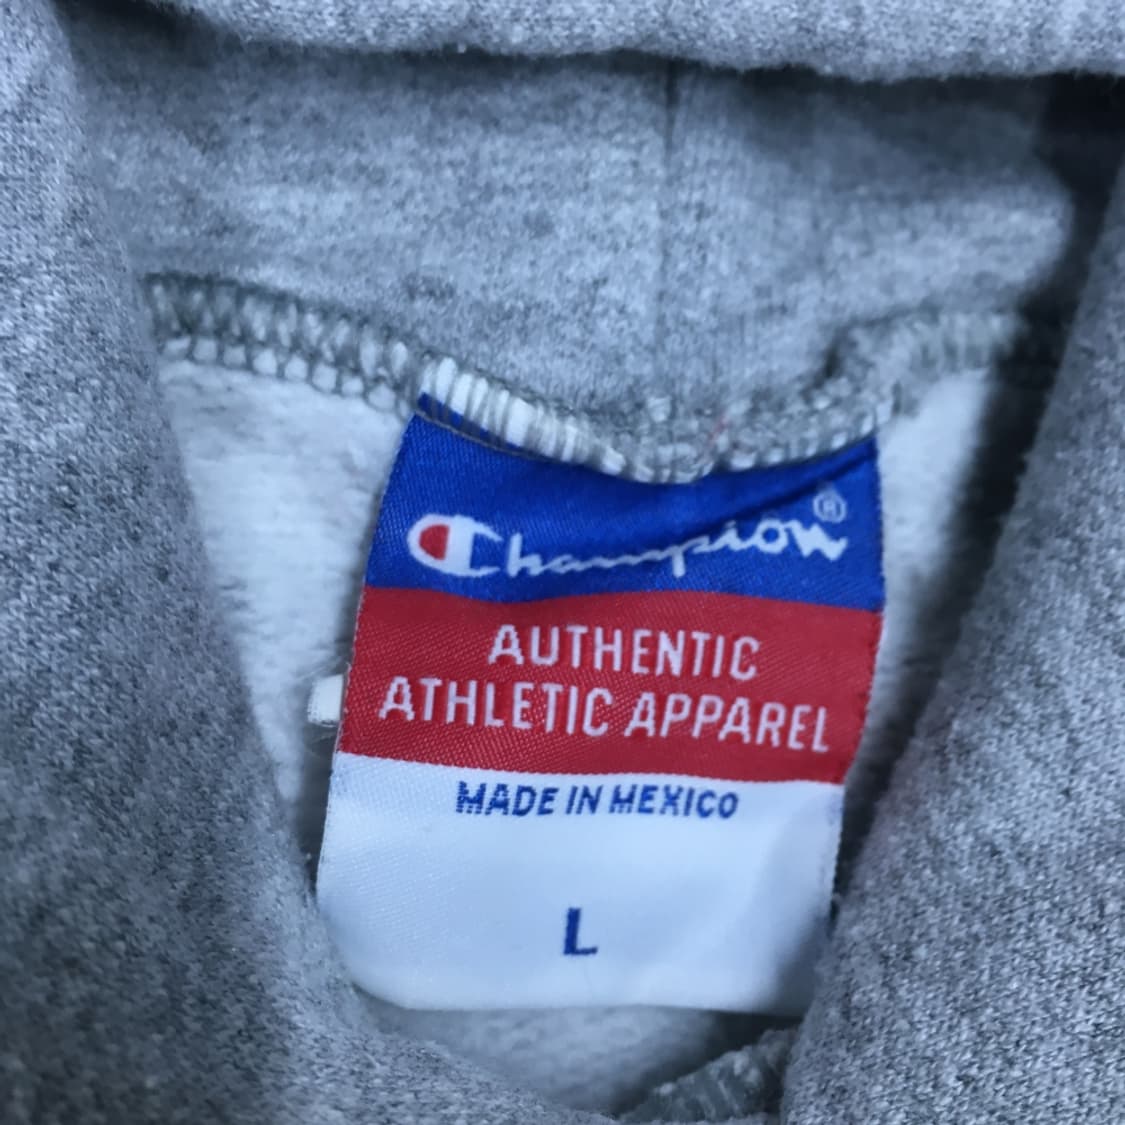 Champion®
AUTHENTIC
ATHLETIC APPAREL
MADE IN MEXICO
L